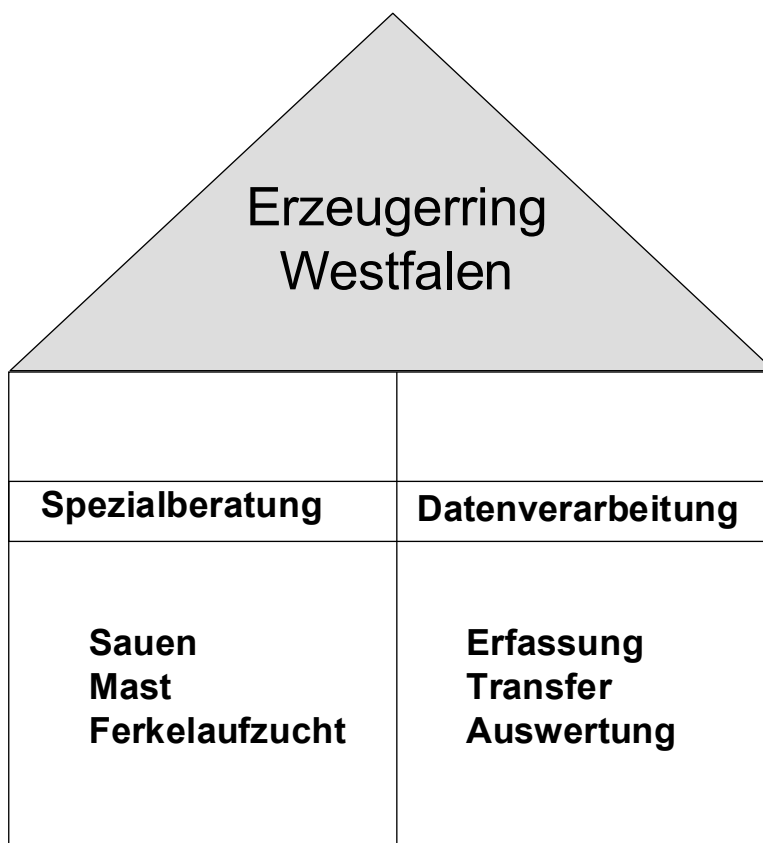 Erzeugerring
Westfalen
Spezialberatung
Datenverarbeitung
Sauen
Mast
Ferkelaufzucht
Erfassung
Transfer
Auswertung